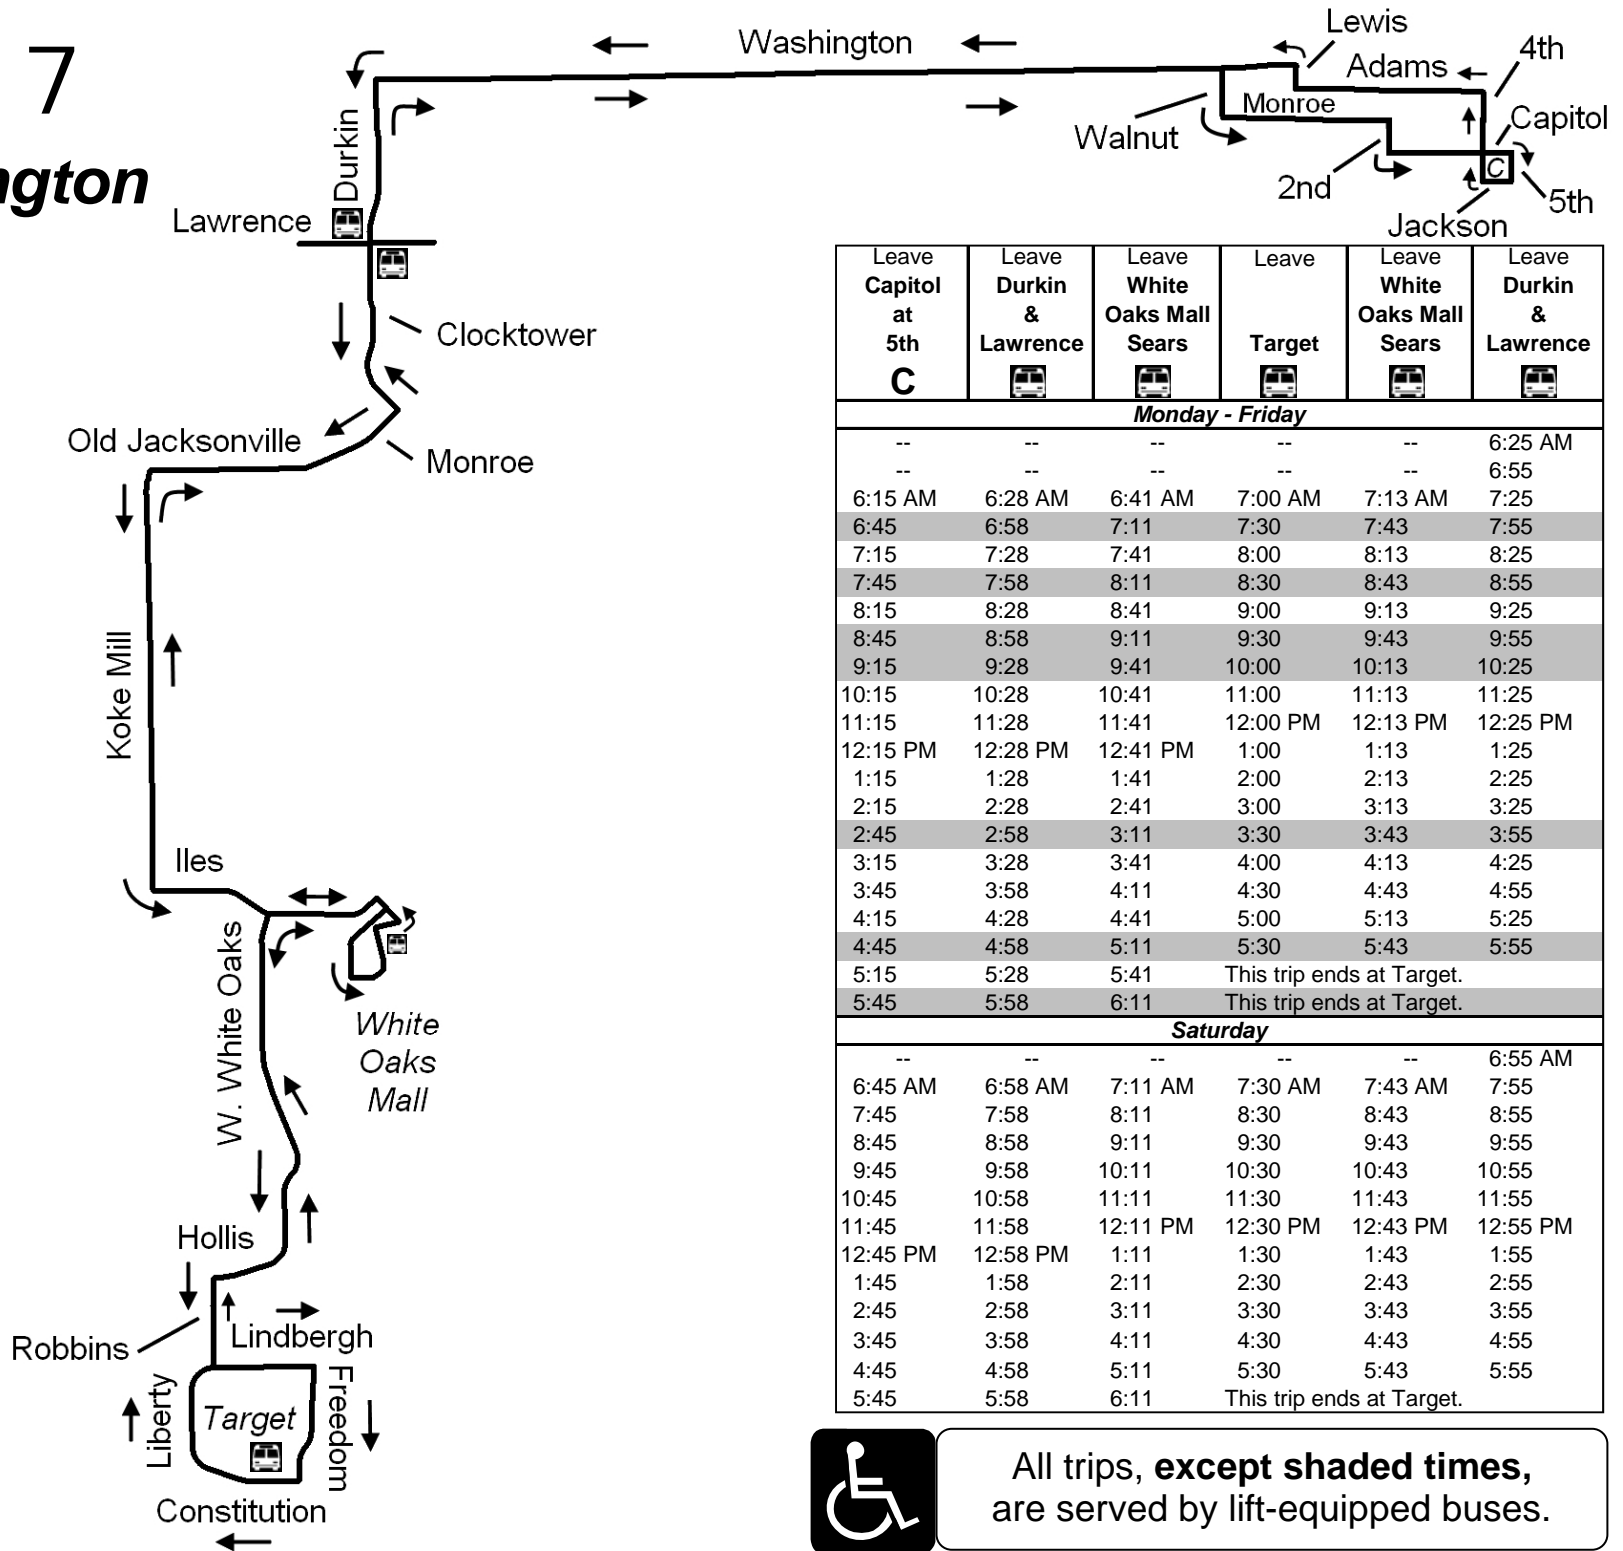 7
ngton
Washington
Lewis
Adams
4th
Monroe
Capitol
Walnut
C
2nd
5th
Jackson
Durkin
Lawrence
Clocktower
Old Jacksonville
Monroe
Koke Mill
Iles
W. White Oaks
White
Oaks
Mall
Hollis
Robbins
Lindbergh
Liberty
Target
Freedom
Constitution
Leave Leave Leave Leave Leave Leave
Capitol Durkin White White Durkin
at & Oaks Mall Oaks Mall &
5th Lawrence Sears Target Sears Lawrence
C
Monday - Friday
-- -- -- -- -- 6:25 AM
-- -- -- -- -- 6:55
6:15 AM 6:28 AM 6:41 AM 7:00 AM 7:13 AM 7:25
6:45 6:58 7:11 7:30 7:43 7:55
7:15 7:28 7:41 8:00 8:13 8:25
7:45 7:58 8:11 8:30 8:43 8:55
8:15 8:28 8:41 9:00 9:13 9:25
8:45 8:58 9:11 9:30 9:43 9:55
9:15 9:28 9:41 10:00 10:13 10:25
10:15 10:28 10:41 11:00 11:13 11:25
11:15 11:28 11:41 12:00 PM 12:13 PM 12:25 PM
12:15 PM 12:28 PM 12:41 PM 1:00 1:13 1:25
1:15 1:28 1:41 2:00 2:13 2:25
2:15 2:28 2:41 3:00 3:13 3:25
2:45 2:58 3:11 3:30 3:43 3:55
3:15 3:28 3:41 4:00 4:13 4:25
3:45 3:58 4:11 4:30 4:43 4:55
4:15 4:28 4:41 5:00 5:13 5:25
4:45 4:58 5:11 5:30 5:43 5:55
5:15 5:28 5:41 This trip ends at Target.
5:45 5:58 6:11 This trip ends at Target.
Saturday
-- -- -- -- -- 6:55 AM
6:45 AM 6:58 AM 7:11 AM 7:30 AM 7:43 AM 7:55
7:45 7:58 8:11 8:30 8:43 8:55
8:45 8:58 9:11 9:30 9:43 9:55
9:45 9:58 10:11 10:30 10:43 10:55
10:45 10:58 11:11 11:30 11:43 11:55
11:45 11:58 12:11 PM 12:30 PM 12:43 PM 12:55 PM
12:45 PM 12:58 PM 1:11 1:30 1:43 1:55
1:45 1:58 2:11 2:30 2:43 2:55
2:45 2:58 3:11 3:30 3:43 3:55
3:45 3:58 4:11 4:30 4:43 4:55
4:45 4:58 5:11 5:30 5:43 5:55
5:45 5:58 6:11 This trip ends at Target.
All trips, except shaded times,
are served by lift-equipped buses.